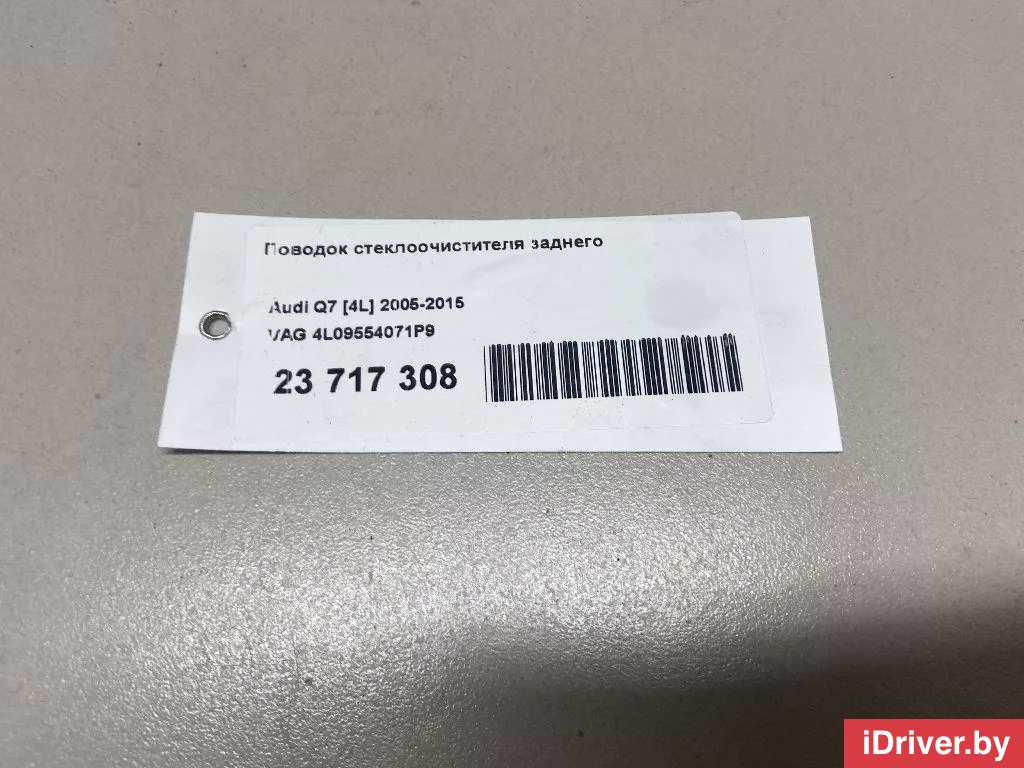 Поводок стеклоочистителя заднего
Audi Q7 [4L] 2005-2015
VAG 4L09554071P9
23 717 308
iDriver.by